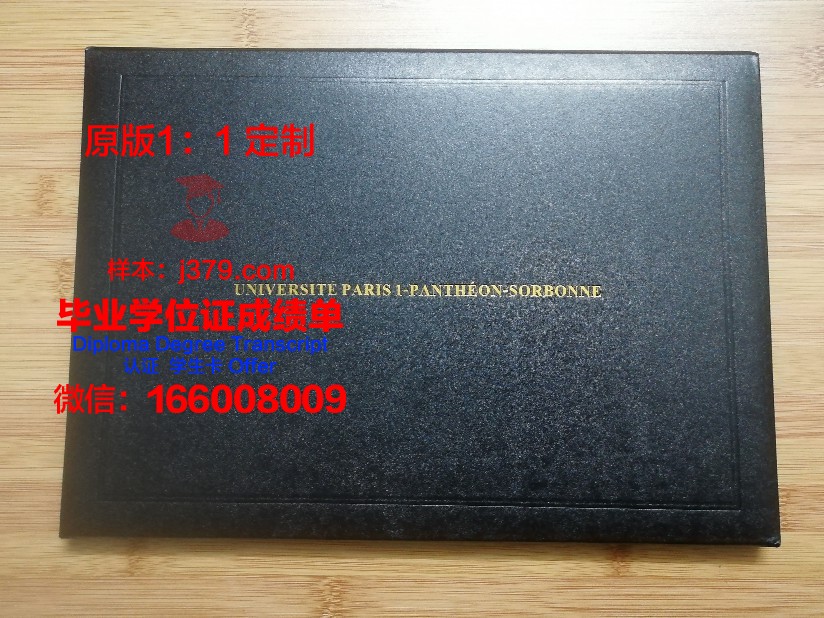 原版1：1 定制
样本：j379.com
UNIVERSITE PARIS 1-PANTHÉON-SORBONNE
毕业学位证成绩单
Diploma Degree Transcript
认证 学生卡 Offer
微信：166008009